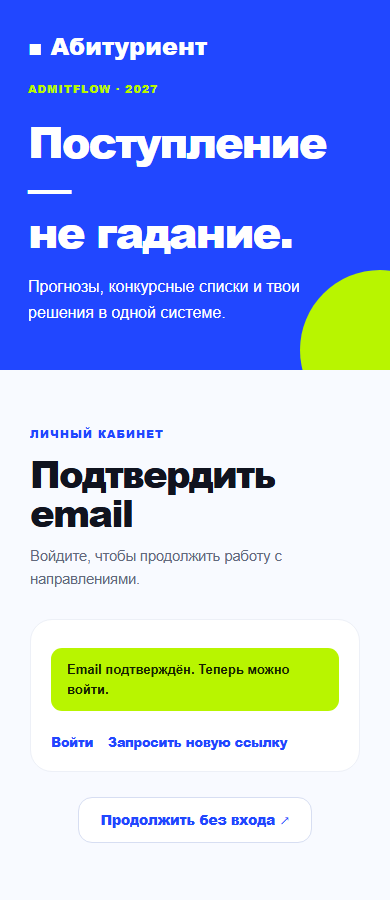 Абитуриент
ADMITFLOW · 2027
Поступление
—
не гадание.
Прогнозы, конкурсные списки и твои
решения в одной системе.
ЛИЧНЫЙ КАБИНЕТ
Подтвердить
email
Войдите, чтобы продолжить работу с
направлениями.
Email подтверждён. Теперь можно
войти.
Войти Запросить новую ссылку
Продолжить без входа ↗